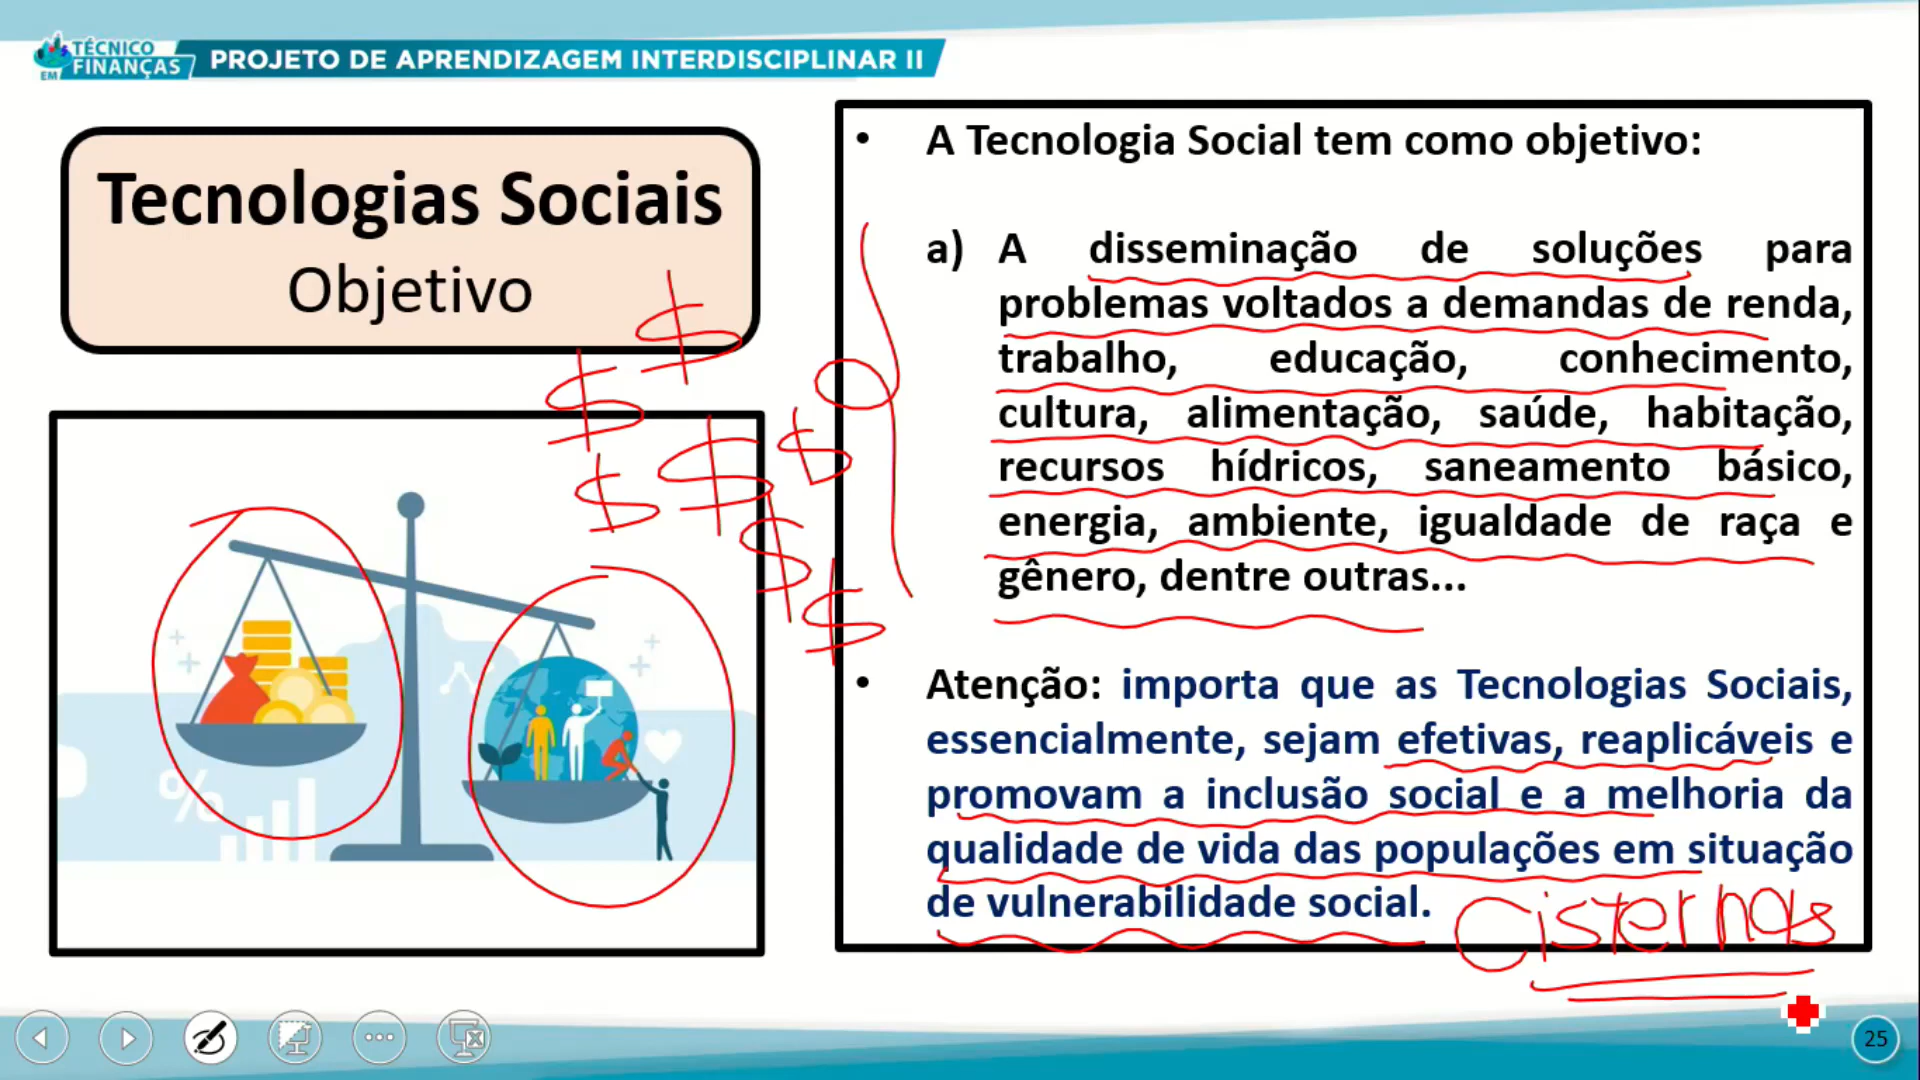 TÉCNICO
EM FINANÇAS
PROJETO DE APRENDIZAGEM INTERDISCIPLINAR II
Tecnologias Sociais
Objetivo
$
$
$
$
$
$
$
%
• A Tecnologia Social tem como objetivo:
a) A disseminação de soluções para
problemas voltados a demandas de renda,
trabalho, educação, conhecimento,
cultura, alimentação, saúde, habitação,
recursos hídricos, saneamento básico,
energia, ambiente, igualdade de raça e
gênero, dentre outras...
• Atenção: importa que as Tecnologias Sociais,
essencialmente, sejam efetivas, reaplicáveis e
promovam a inclusão social e a melhoria da
qualidade de vida das populações em situação
de vulnerabilidade social.
Cisternas
25